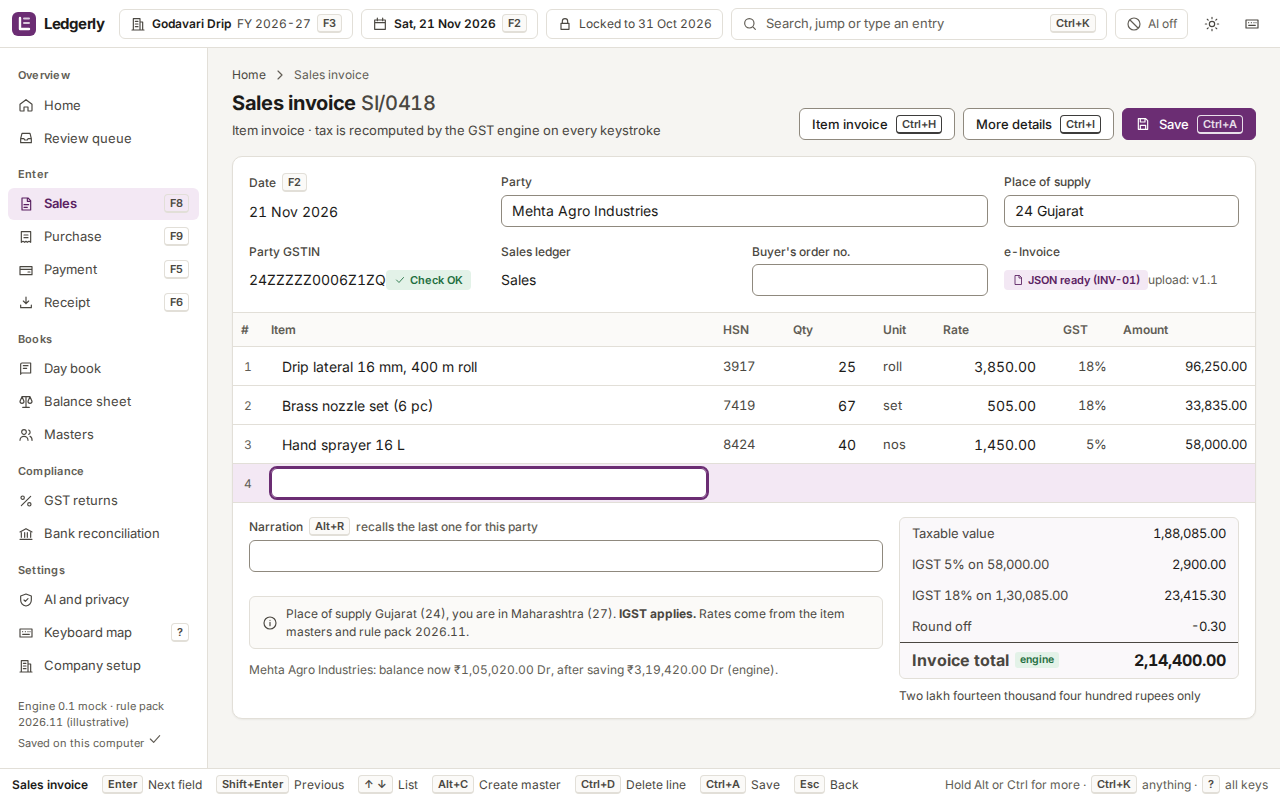 Ledgerly
Godavari Drip FY 2026-27 F3
Sat, 21 Nov 2026 F2
Locked to 31 Oct 2026
Search, jump or type an entry Ctrl+K
AI off
Overview
Home
Review queue
Enter
Sales F8
Purchase F9
Payment F5
Receipt F6
Books
Day book
Balance sheet
Masters
Compliance
GST returns
Bank reconciliation
Settings
AI and privacy
Keyboard map ?
Company setup
Engine 0.1 mock · rule pack
2026.11 (illustrative)
Saved on this computer
Home Sales invoice
Sales invoice SI/0418
Item invoice · tax is recomputed by the GST engine on every keystroke
Item invoice Ctrl+H
More details Ctrl+I
Save Ctrl+A
Date F2 Party Place of supply
21 Nov 2026 Mehta Agro Industries 24 Gujarat
Party GSTIN Sales ledger Buyer's order no. e-Invoice
24ZZZZZ0006Z1ZQ Check OK Sales JSON ready (INV-01) upload: v1.1
# Item HSN Qty Unit Rate GST Amount
1 Drip lateral 16 mm, 400 m roll 3917 25 roll 3,850.00 18% 96,250.00
2 Brass nozzle set (6 pc) 7419 67 set 505.00 18% 33,835.00
3 Hand sprayer 16 L 8424 40 nos 1,450.00 5% 58,000.00
4
Narration Alt+R recalls the last one for this party
Place of supply Gujarat (24), you are in Maharashtra (27). IGST applies. Rates come from the item
masters and rule pack 2026.11.
Mehta Agro Industries: balance now ₹1,05,020.00 Dr, after saving ₹3,19,420.00 Dr (engine).
Taxable value 1,88,085.00
IGST 5% on 58,000.00 2,900.00
IGST 18% on 1,30,085.00 23,415.30
Round off -0.30
Invoice total engine 2,14,400.00
Two lakh fourteen thousand four hundred rupees only
Sales invoice Enter Next field Shift+Enter Previous ↑ ↓ List Alt+C Create master Ctrl+D Delete line Ctrl+A Save Esc Back Hold Alt or Ctrl for more · Ctrl+K anything · ? all keys